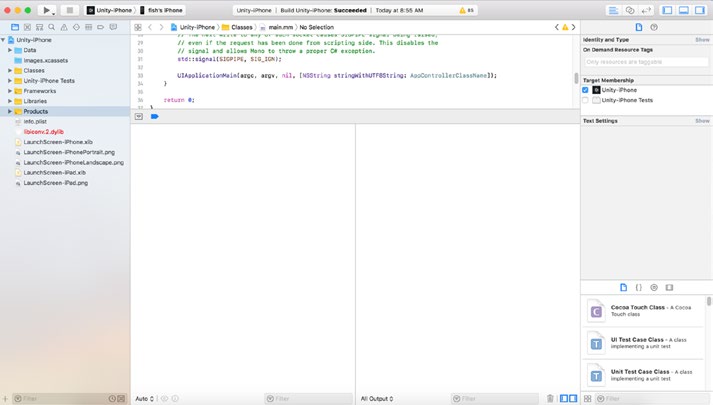 Unity-iPhone
fish's iPhone
Unity-iPhone | Build Unity-iPhone: Succeeded | Today at 8:55 AM
85
Unity-iPhone
Data
Images.xcassets
Classes
Unity-iPhone Tests
Frameworks
Libraries
Products
Info.plist
libiconv.2.dylib
LaunchScreen-iPhone.xib
LaunchScreen-iPhonePortrait.png
LaunchScreen-iPhoneLandscape.png
LaunchScreen-iPad.xib
LaunchScreen-iPad.png
Filter
Unity-iPhone
Classes
main.mm
No Selection
// even if the request has been done from scripting side. This disables the
// signal and allows Mono to throw a proper C# exception.
std::signal(SIGPIPE, SIG_IGN);
UIApplicationMain(argc, argv, nil, [NSString stringWithUTF8String: AppControllerClassName]);
}
return 0;
Auto
Filter
All Output
Filter
Identity and Type
Show
On Demand Resource Tags
Only resources are taggable
Target Membership
Unity-iPhone
Unity-iPhone Tests
Text Settings
Show
Cocoa Touch Class - A Cocoa
Touch class
UI Test Case Class - A class
implementing a unit test
Unit Test Case Class - A class
implementing a unit test
Filter